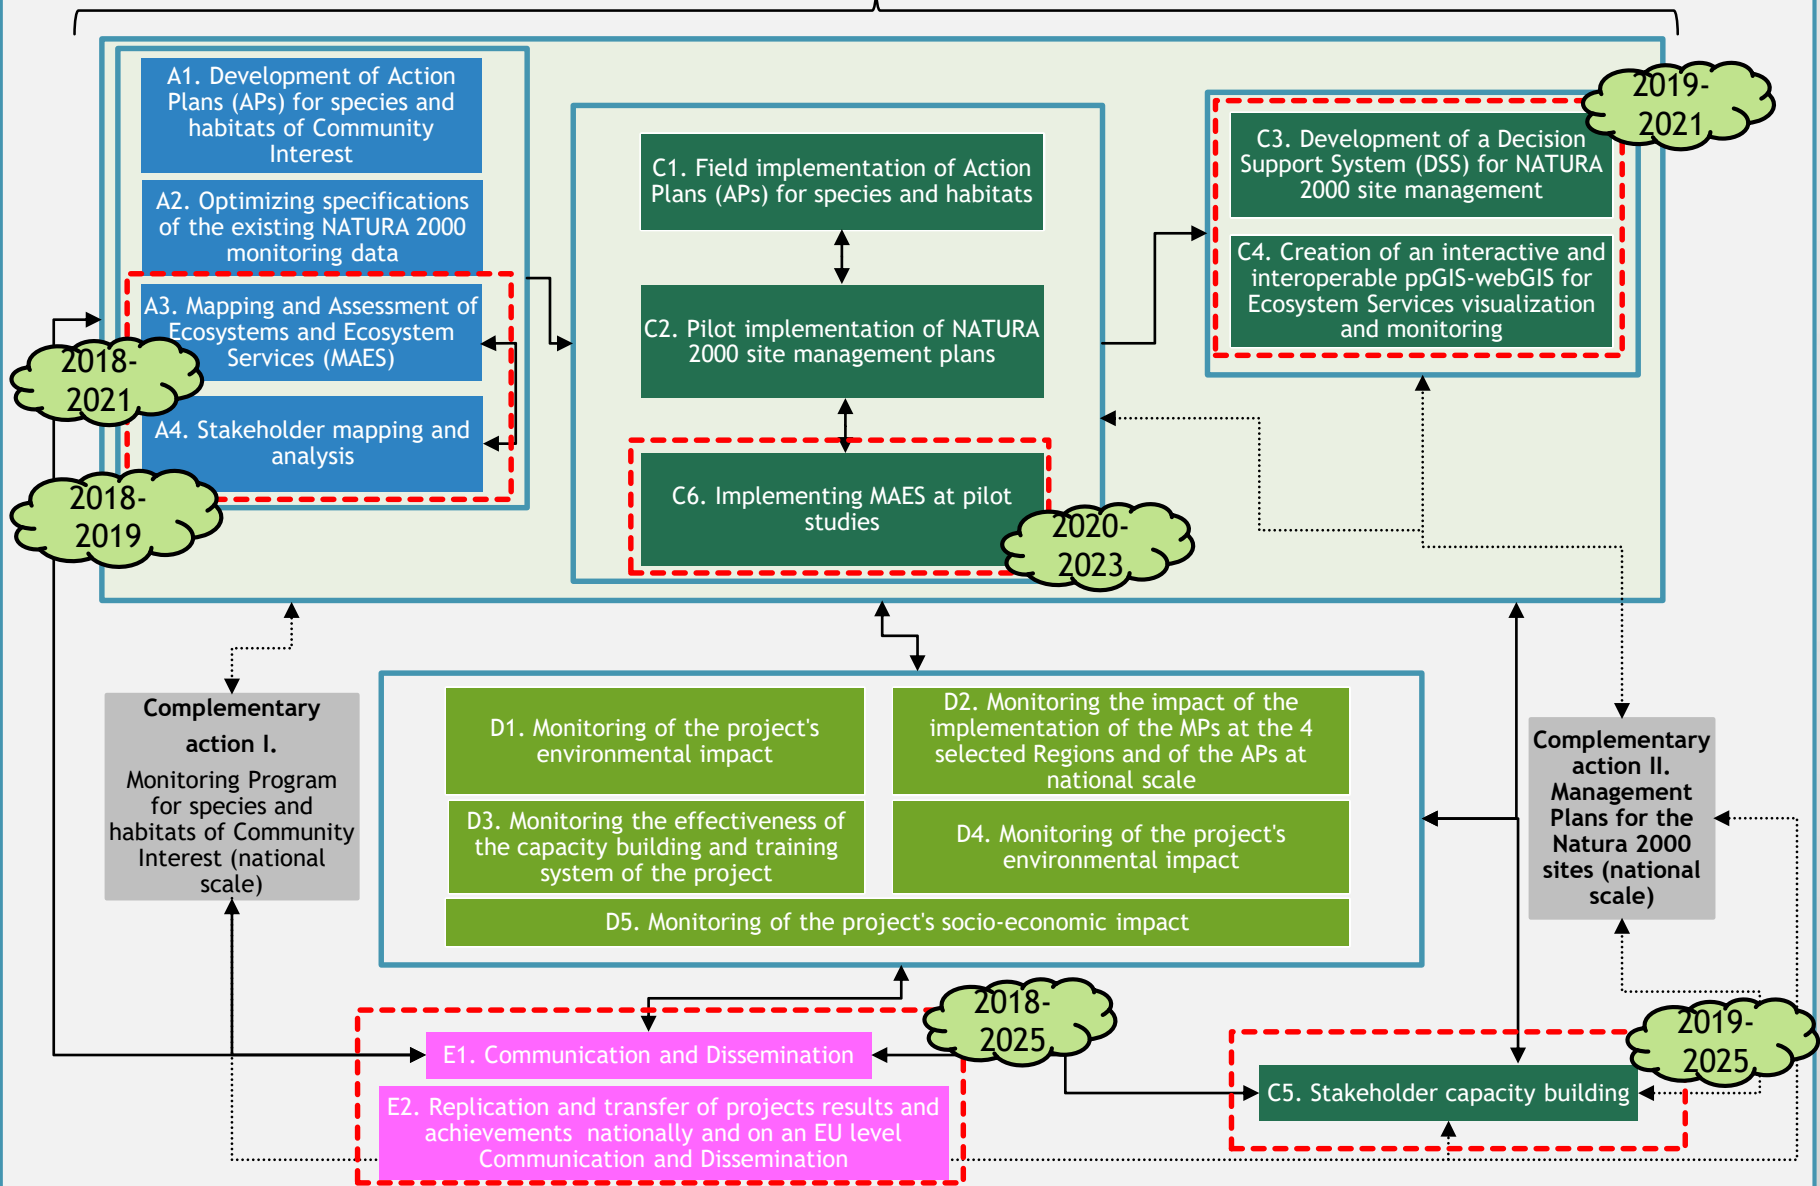 A1. Development of Action
Plans (APs) for species and
habitats of Community
Interest
A2. Optimizing specifications
of the existing NATURA 2000
monitoring data
A3. Mapping and Assessment of
Ecosystems and Ecosystem
Services (MAES)
2018-
2021
A4. Stakeholder mapping and
analysis
2018-
2019
C1. Field implementation of Action
Plans (APs) for species and habitats
C2. Pilot implementation of NATURA
2000 site management plans
C6. Implementing MAES at pilot
studies
2020-
2023
2019-
2021
C3. Development of a Decision
Support System (DSS) for NATURA
2000 site management
C4. Creation of an interactive and
interoperable ppGIS-webGIS for
Ecosystem Services visualization
and monitoring
Complementary
action I.
Monitoring Program
for species and
habitats of Community
Interest (national
scale)
D1. Monitoring of the project's
environmental impact
D2. Monitoring the impact of the
implementation of the MPs at the 4
selected Regions and of the APs at
national scale
D3. Monitoring the effectiveness of
the capacity building and training
system of the project
D4. Monitoring of the project's
environmental impact
D5. Monitoring of the project's socio-economic impact
Complementary
action II.
Management
Plans for the
Natura 2000
sites (national
scale)
2018-
2025
E1. Communication and Dissemination
E2. Replication and transfer of projects results and
achievements nationally and on an EU level
Communication and Dissemination
2019-
2025
C5. Stakeholder capacity building